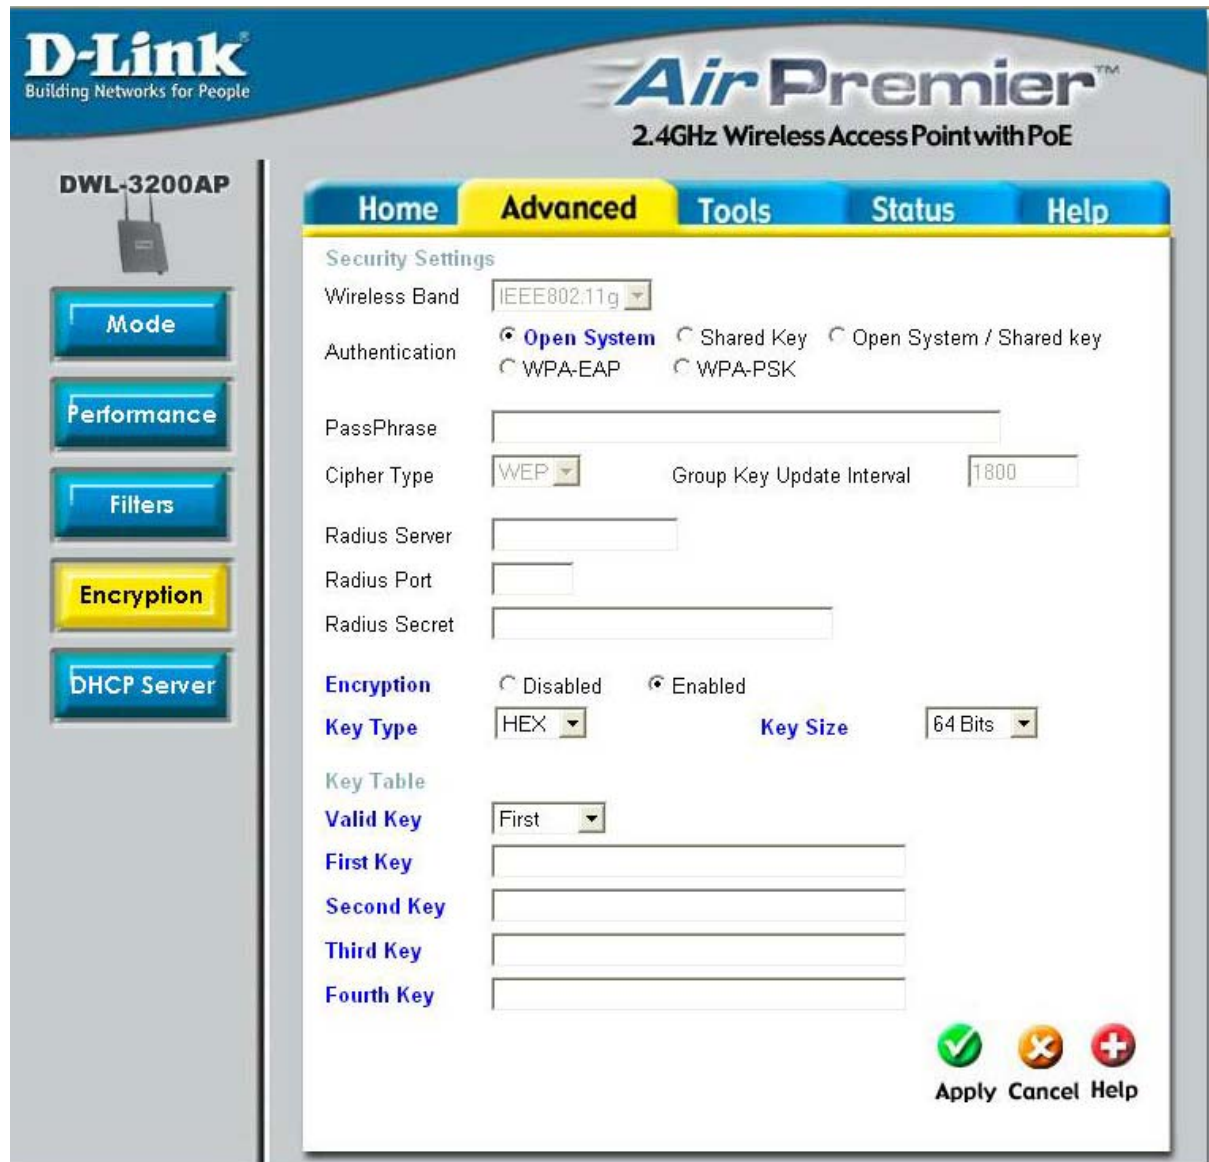 D-Link
Building Networks for People
Air Premier™
2.4GHz Wireless Access Point with PoE
DWL-3200AP
Home Advanced Tools Status Help
Mode
Performance
Filters
Encryption
DHCP Server
Security Settings
Wireless Band IEEE802.11g
Authentication
Open System Shared Key Open System / Shared key
WPA-EAP WPA-PSK
PassPhrase
Cipher Type WEP Group Key Update Interval 1800
Radius Server
Radius Port
Radius Secret
Encryption Disabled Enabled
Key Type HEX Key Size 64 Bits
Key Table
Valid Key First
First Key
Second Key
Third Key
Fourth Key
Apply Cancel Help